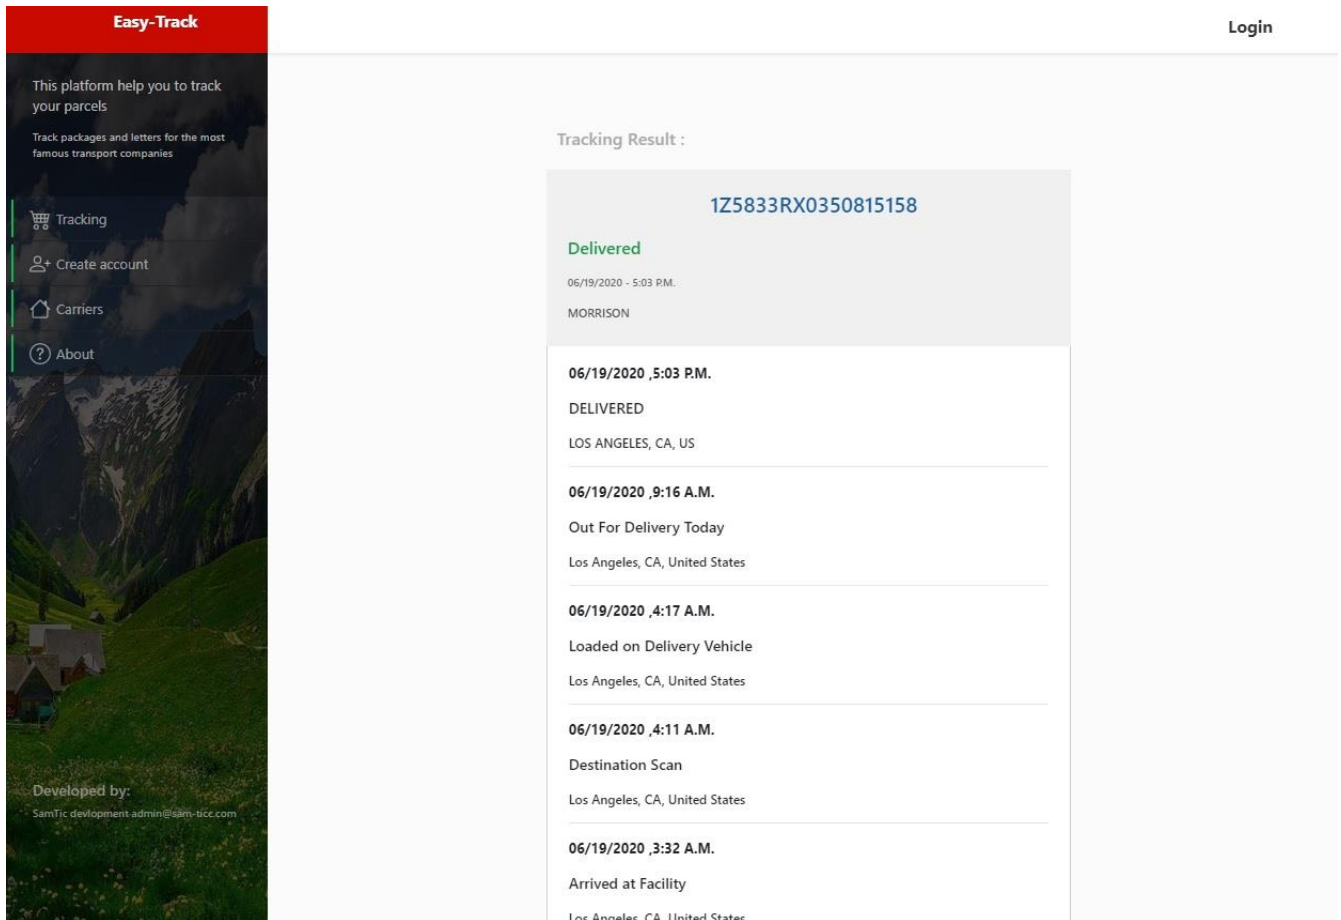 Easy-Track
Login
This platform help you to track
your parcels
Track packages and letters for the most
famous transport companies
Tracking
Create account
Carriers
About
Developed by:
SamTic devlopment admin@sam-ticc.com
Tracking Result :
1Z5833RX0350815158
Delivered
06/19/2020 - 5:03 P.M.
MORRISON
06/19/2020 ,5:03 P.M.
DELIVERED
LOS ANGELES, CA, US
06/19/2020 ,9:16 A.M.
Out For Delivery Today
Los Angeles, CA, United States
06/19/2020 ,4:17 A.M.
Loaded on Delivery Vehicle
Los Angeles, CA, United States
06/19/2020 ,4:11 A.M.
Destination Scan
Los Angeles, CA, United States
06/19/2020 ,3:32 A.M.
Arrived at Facility
Los Angeles, CA, United States